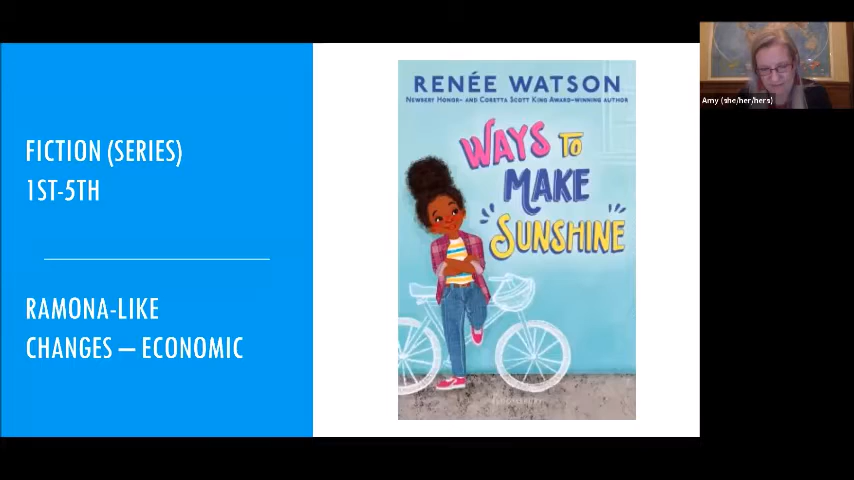 FICTION (SERIES)
1ST-5TH
RAMONA-LIKE
CHANGES – ECONOMIC
RENÉE WATSON
NEWBERY HONOR- AND CORETTA SCOTT KING AWARD-WINNING AUTHOR
WAYS TO
MAKE
SUNSHINE
BLOOMSBURY
Amy (she/her/hers)